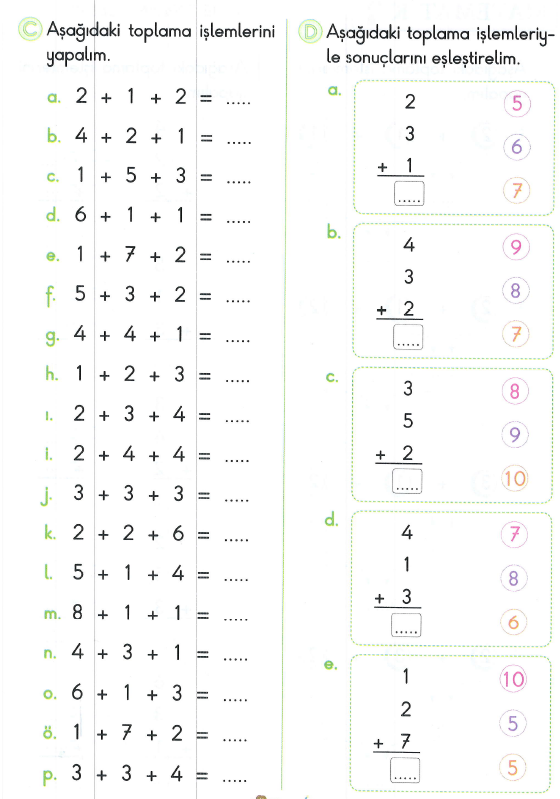 C Aşağıdaki toplama işlemlerini
yapalım.
a. 2 + 1 + 2 = .....
b. 4 + 2 + 1 = .....
c. 1 + 5 + 3 = .....
d. 6 + 1 + 1 = .....
e. 1 + 7 + 2 = .....
f. 5 + 3 + 2 = .....
g. 4 + 4 + 1 = .....
h. 1 + 2 + 3 = .....
ı. 2 + 3 + 4 = .....
i. 2 + 4 + 4 = .....
j. 3 + 3 + 3 = .....
k. 2 + 2 + 6 = .....
l. 5 + 1 + 4 = .....
m. 8 + 1 + 1 = .....
n. 4 + 3 + 1 = .....
o. 6 + 1 + 3 = .....
ö. 1 + 7 + 2 = .....
p. 3 + 3 + 4 = .....
D Aşağıdaki toplama işlemleriy-
le sonuçlarını eşleştirelim.
a.
2 5
3 6
+ 1
..... 7
b.
4 9
3 8
+ 2
..... 7
c.
3 8
5 9
+ 2
..... 10
d.
4 7
1 8
+ 3 6
.....
e.
1 10
2 5
+ 7
..... 5